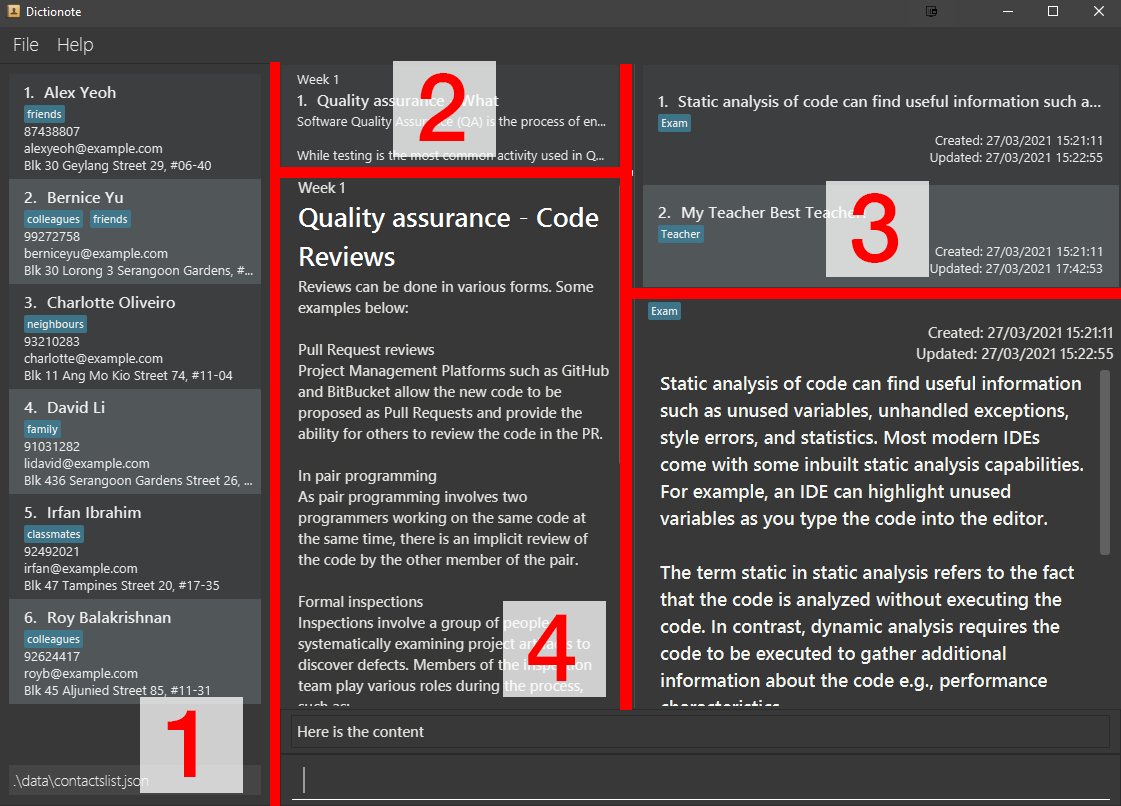 Dictionote
File Help
1. Alex Yeoh
friends
87438807
alexyeoh@example.com
Blk 30 Geylang Street 29, #06-40
2. Bernice Yu
colleagues friends
99272758
berniceyu@example.com
Blk 30 Lorong 3 Serangoon Gardens, #...
3. Charlotte Oliveiro
neighbours
93210283
charlotte@example.com
Blk 11 Ang Mo Kio Street 74, #11-04
4. David Li
family
91031282
lidavid@example.com
Blk 436 Serangoon Gardens Street 26, ...
5. Irfan Ibrahim
classmates
92492021
irfan@example.com
Blk 47 Tampines Street 20, #17-35
6. Roy Balakrishnan
colleagues
92624417
royb@example.com
Blk 45 Aljunied Street 85, #11-31
1
.\data\contactslist.json
Week 1
1. Quality assurance - What
Software Quality Assurance (QA) is the process of en...
While testing is the most common activity used in Q...
2
Week 1
Quality assurance - Code
Reviews
Reviews can be done in various forms. Some
examples below:
Pull Request reviews
Project Management Platforms such as GitHub
and BitBucket allow the new code to be
proposed as Pull Requests and provide the
ability for others to review the code in the PR.
In pair programming
As pair programming involves two
programmers working on the same code at
the same time, there is an implicit review of
the code by the other member of the pair.
Formal inspections
Inspections involve a group of people
systematically examining project artifacts to
discover defects. Members of the inspection
team play various roles during the process,
such as:
4
1. Static analysis of code can find useful information such a...
Exam
Created: 27/03/2021 15:21:11
Updated: 27/03/2021 15:22:55
2. My Teacher Best Teacher
Teacher
Created: 27/03/2021 15:21:11
Updated: 27/03/2021 17:42:53
3
Exam
Created: 27/03/2021 15:21:11
Updated: 27/03/2021 15:22:55
Static analysis of code can find useful information
such as unused variables, unhandled exceptions,
style errors, and statistics. Most modern IDEs
come with some inbuilt static analysis capabilities.
For example, an IDE can highlight unused
variables as you type the code into the editor.
The term static in static analysis refers to the fact
that the code is analyzed without executing the
code. In contrast, dynamic analysis requires the
code to be executed to gather additional
information about the code e.g., performance
characteristics.
Here is the content